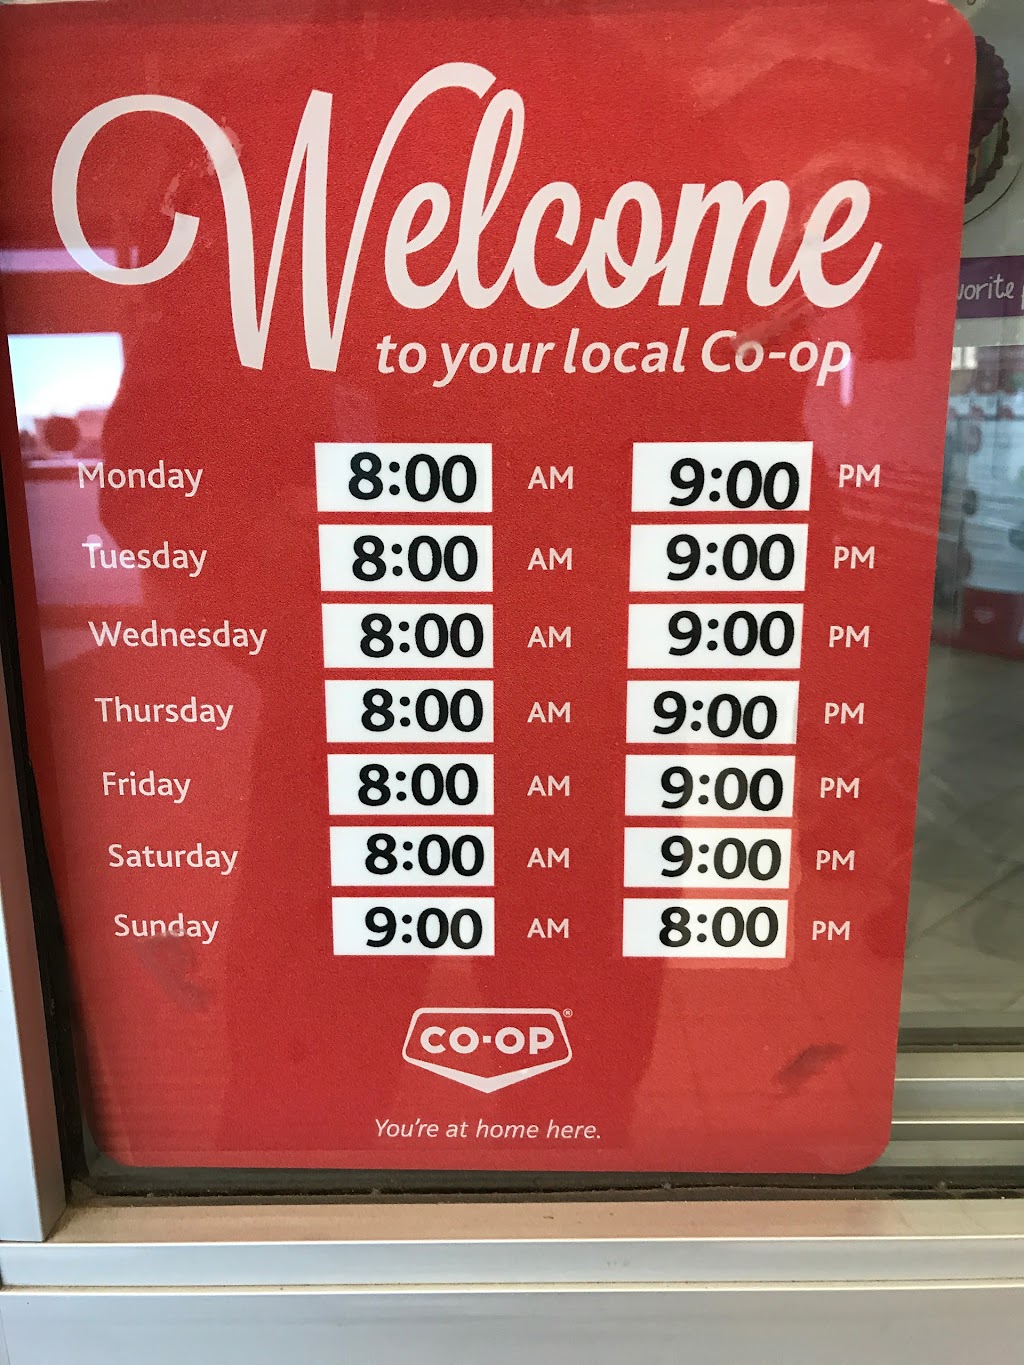 Welcome
to your local Co-op
Monday 8:00 AM 9:00 PM
Tuesday 8:00 AM 9:00 PM
Wednesday 8:00 AM 9:00 PM
Thursday 8:00 AM 9:00 PM
Friday 8:00 AM 9:00 PM
Saturday 8:00 AM 9:00 PM
Sunday 9:00 AM 8:00 PM
CO-OP®
You're at home here.